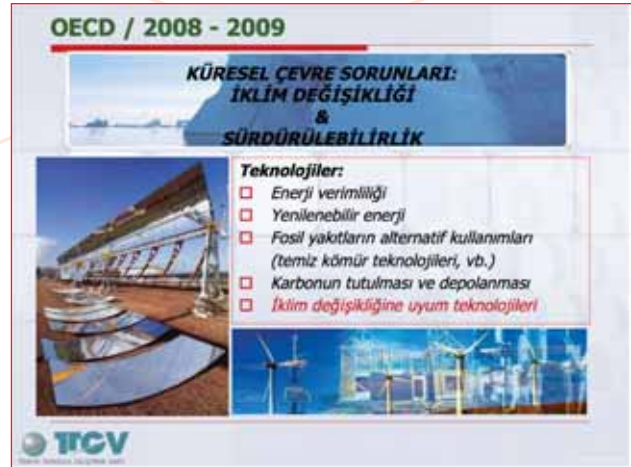 OECD / 2008 - 2009
KÜRESEL ÇEVRE SORUNLARI:
İKLİM DEĞİŞİKLİĞİ
&
SÜRDÜRÜLEBİLİRLİK
Teknolojiler:
Enerji verimliliği
Yenilenebilir enerji
Fosil yakıtların alternatif kullanımları
(temiz kömür teknolojileri, vb.)
Karbonun tutulması ve depolanması
İklim değişikliğine uyum teknolojileri
TTGV